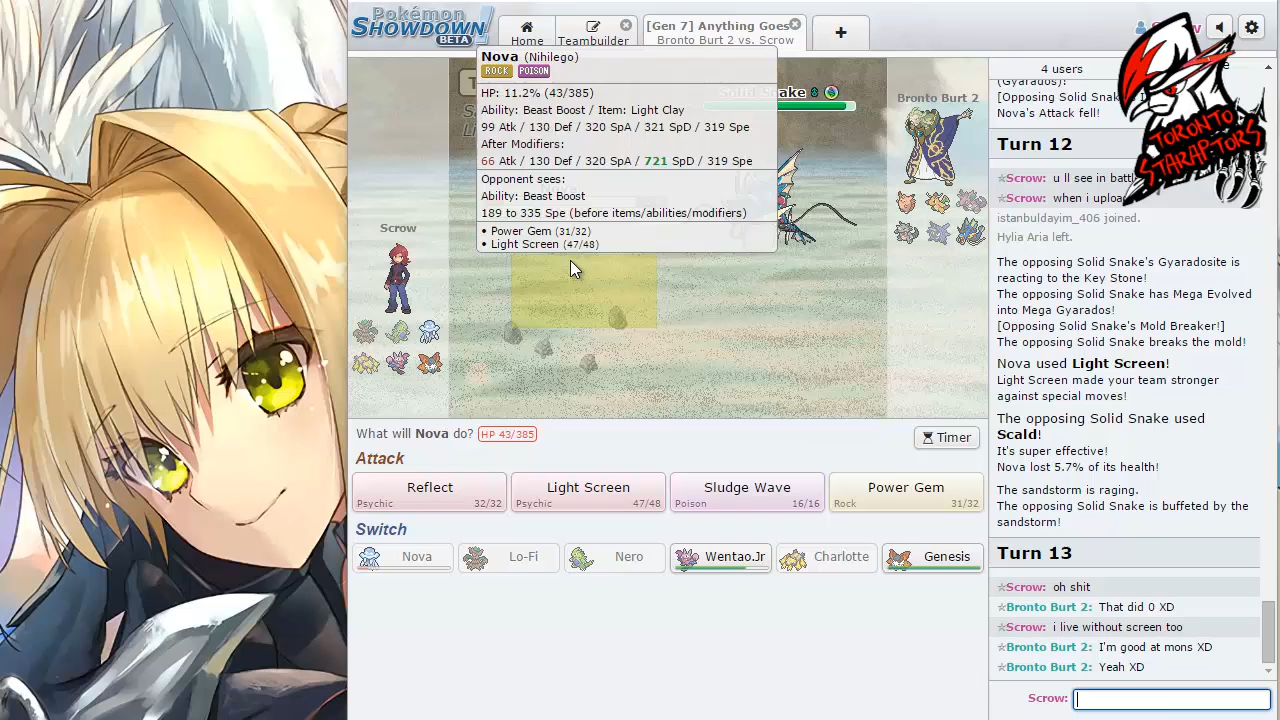 Pokémon
SHOWDOWN!
BETA
Home
Teambuilder
[Gen 7] Anything Goes
Bronto Burt 2 vs. Scrow
+
Nova (Nihilego)
ROCK POISON
HP: 11.2% (43/385)
Ability: Beast Boost / Item: Light Clay
99 Atk / 130 Def / 320 SpA / 321 SpD / 319 Spe
After Modifiers:
66 Atk / 130 Def / 320 SpA / 721 SpD / 319 Spe
Opponent sees:
Ability: Beast Boost
189 to 335 Spe (before items/abilities/modifiers)
• Power Gem (31/32)
• Light Screen (47/48)
Solid Snake
Bronto Burt 2
Scrow
What will Nova do? HP 43/385
Timer
Attack
Reflect
Psychic 32/32
Light Screen
Psychic 47/48
Sludge Wave
Poison 16/16
Power Gem
Rock 31/32
Switch
Nova
Lo-Fi
Nero
Wentao.Jr
Charlotte
Genesis
4 users
(Gyarados)!
[Opposing Solid Snake's
Nova's Attack fell!
Turn 12
☆Scrow: u ll see in batt
☆Scrow: when i uploa
istanbuldayim_406 joined.
Hylia Aria left.
The opposing Solid Snake's Gyaradosite is
reacting to the Key Stone!
The opposing Solid Snake has Mega Evolved
into Mega Gyarados!
[Opposing Solid Snake's Mold Breaker!]
The opposing Solid Snake breaks the mold!
Nova used Light Screen!
Light Screen made your team stronger
against special moves!
The opposing Solid Snake used
Scald!
It's super effective!
Nova lost 5.7% of its health!
The sandstorm is raging.
The opposing Solid Snake is buffeted by the
sandstorm!
Turn 13
☆Scrow: oh shit
☆Bronto Burt 2: That did 0 XD
☆Scrow: i live without screen too
☆Bronto Burt 2: I'm good at mons XD
☆Bronto Burt 2: Yeah XD
Scrow:
TORONTO
STARAPTORS